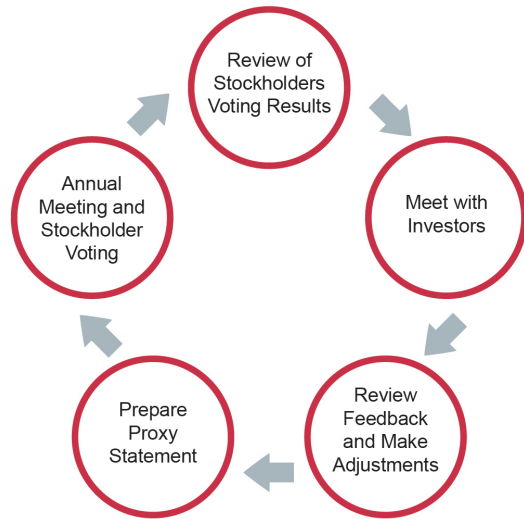 Review of
Stockholders
Voting Results
Meet with
Investors
Review
Feedback
and Make
Adjustments
Prepare
Proxy
Statement
Annual
Meeting and
Stockholder
Voting